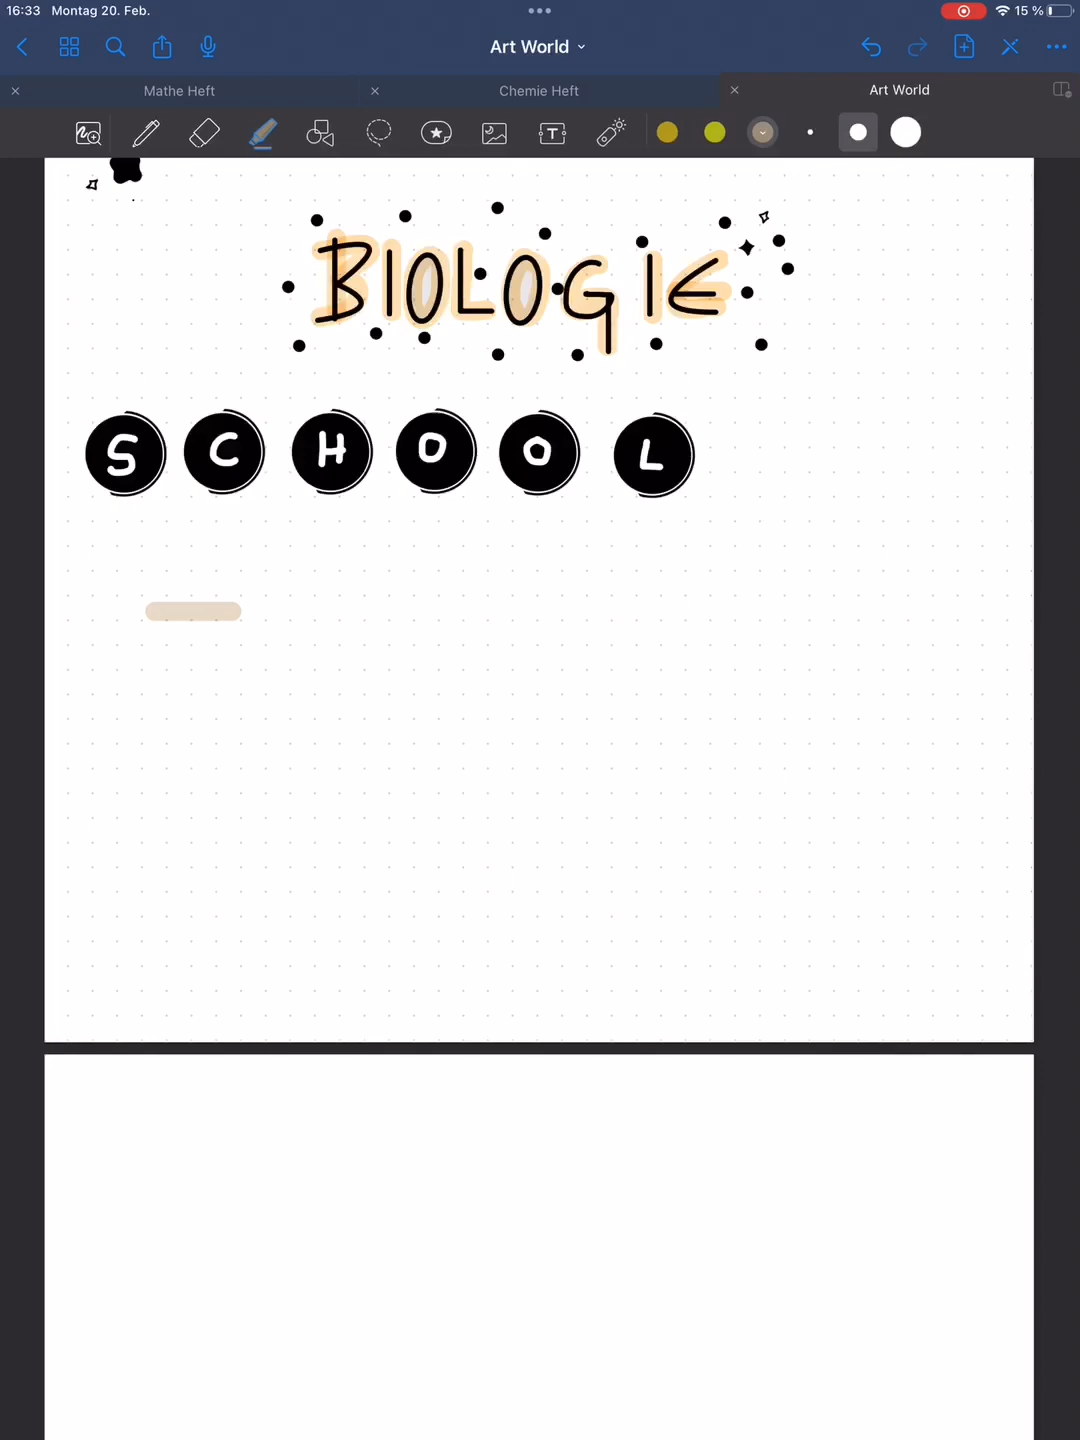 16:33 Montag 20. Feb. 15 %
Art World
Mathe Heft Chemie Heft Art World
BIOLOGIE
SCHOOL